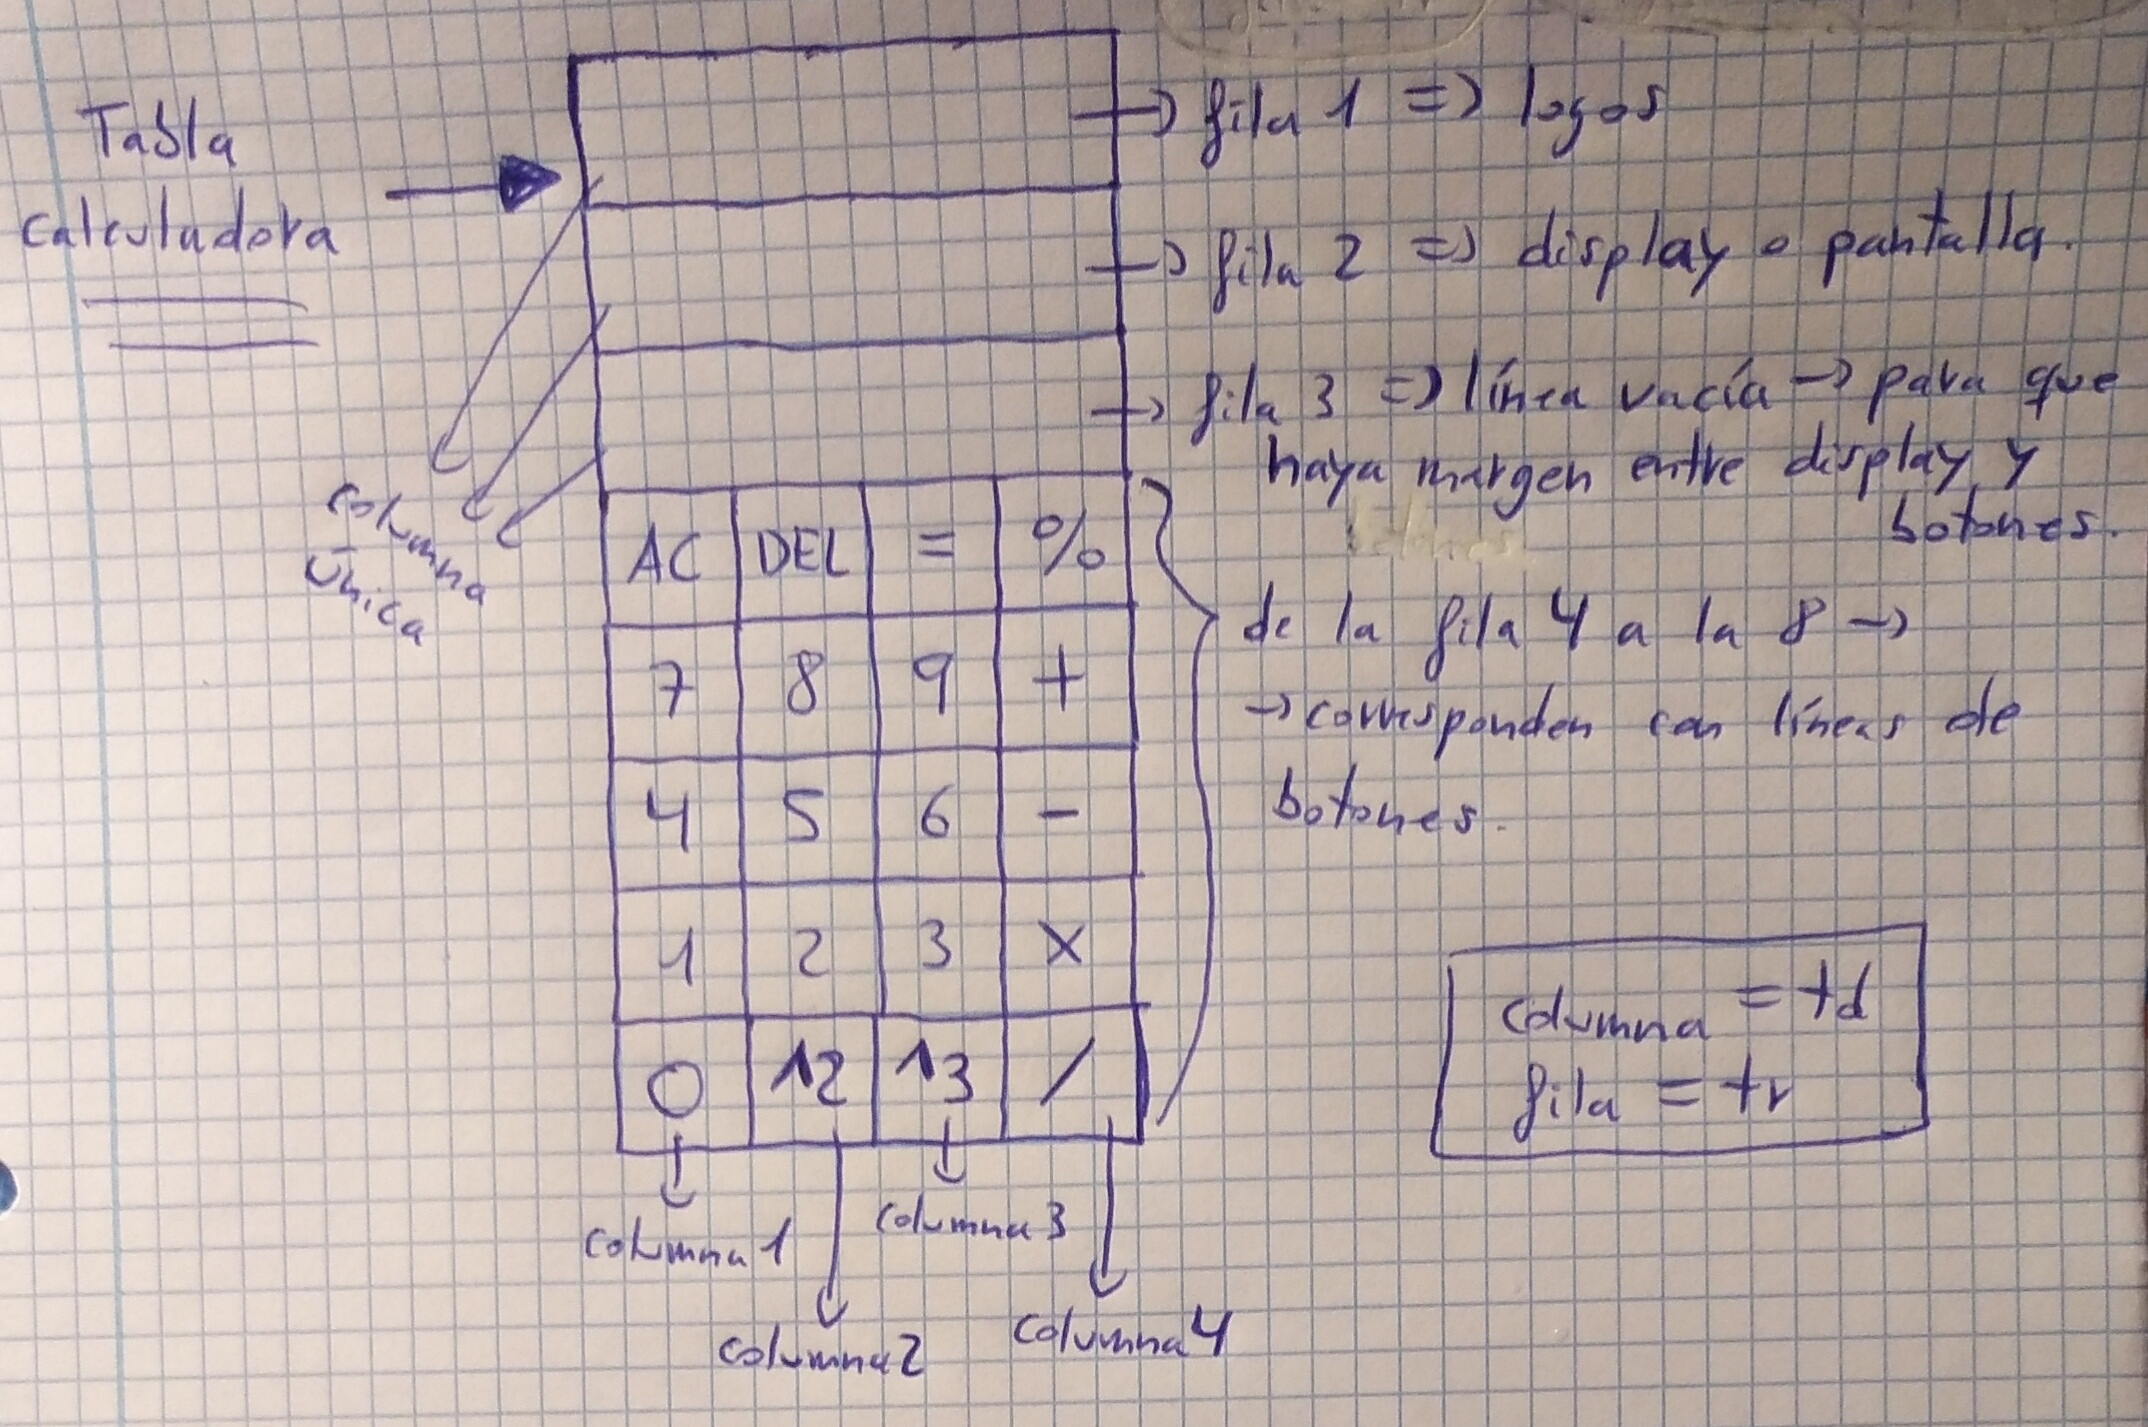 Tabla
calculadora
→ fila 1 => logos
→ fila 2 => display o pantalla.
→ fila 3 => línea vacía → para que
haya margen entre display y
botones.
columna
única
AC DEL = %
7 8 9 +
4 5 6 -
1 2 3 x
0 12 13 /
de la fila 4 a la 8 →
→ corresponden con líneas de
botones.
columna = td
fila = tr
columna 1
columna 2
columna 3
columna 4